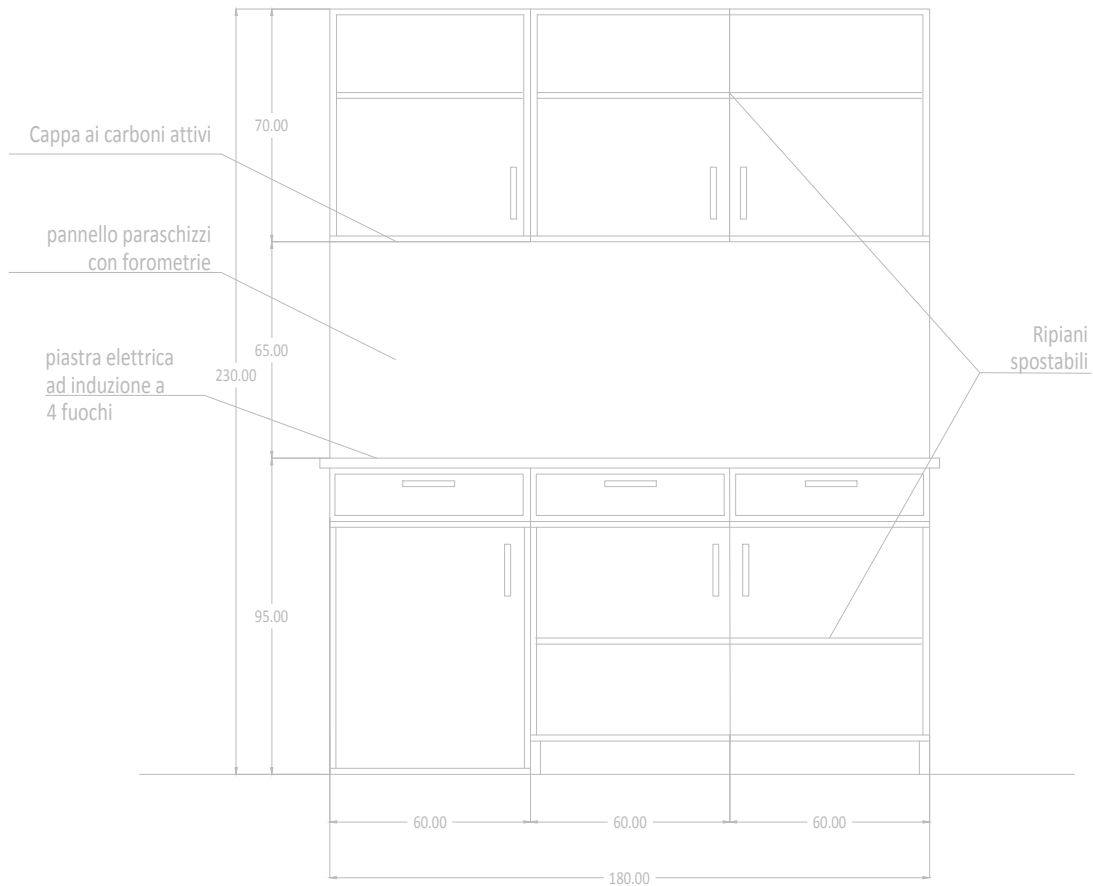 70.00
Cappa ai carboni attivi
pannello paraschizzi
con forometrie
65.00
230.00
piastra elettrica
ad induzione a
4 fuochi
Ripiani
spostabili
95.00
60.00
60.00
60.00
180.00